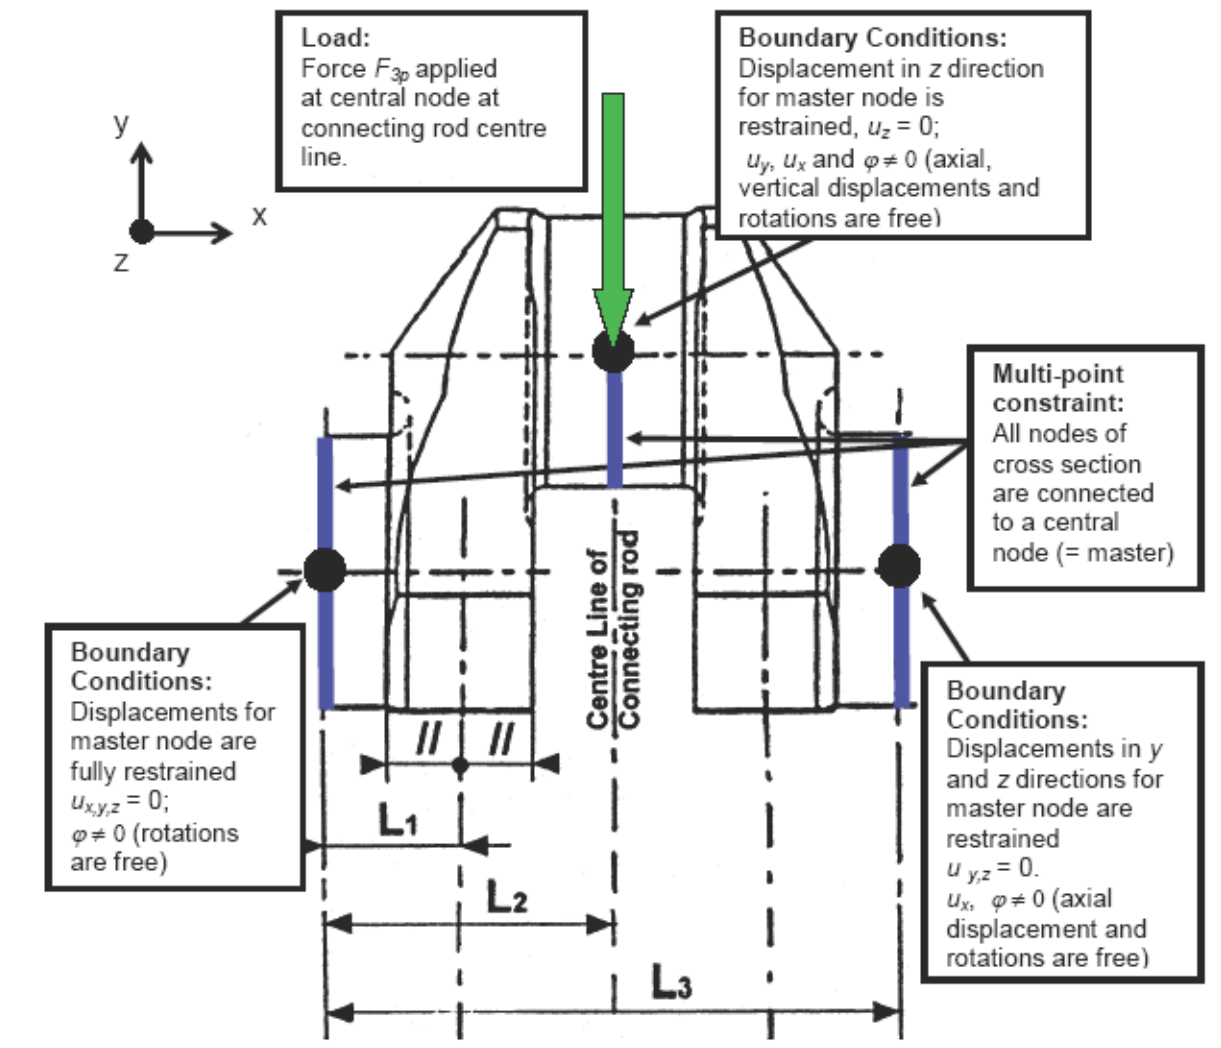 Load:
Force F3p applied
at central node at
connecting rod centre
line.
Boundary Conditions:
Displacement in z direction
for master node is
restrained, uz = 0;
uy, ux and φ ≠ 0 (axial,
vertical displacements and
rotations are free)
y
x
z
Multi-point
constraint:
All nodes of
cross section
are connected
to a central
node (= master)
Centre Line of
Connecting rod
Boundary
Conditions:
Displacements for
master node are
fully restrained
ux,y,z = 0;
φ ≠ 0 (rotations
are free)
Boundary
Conditions:
Displacements in y
and z directions for
master node are
restrained
u y,z = 0.
ux, φ ≠ 0 (axial
displacement and
rotations are free)
// //
L1
L2
L3